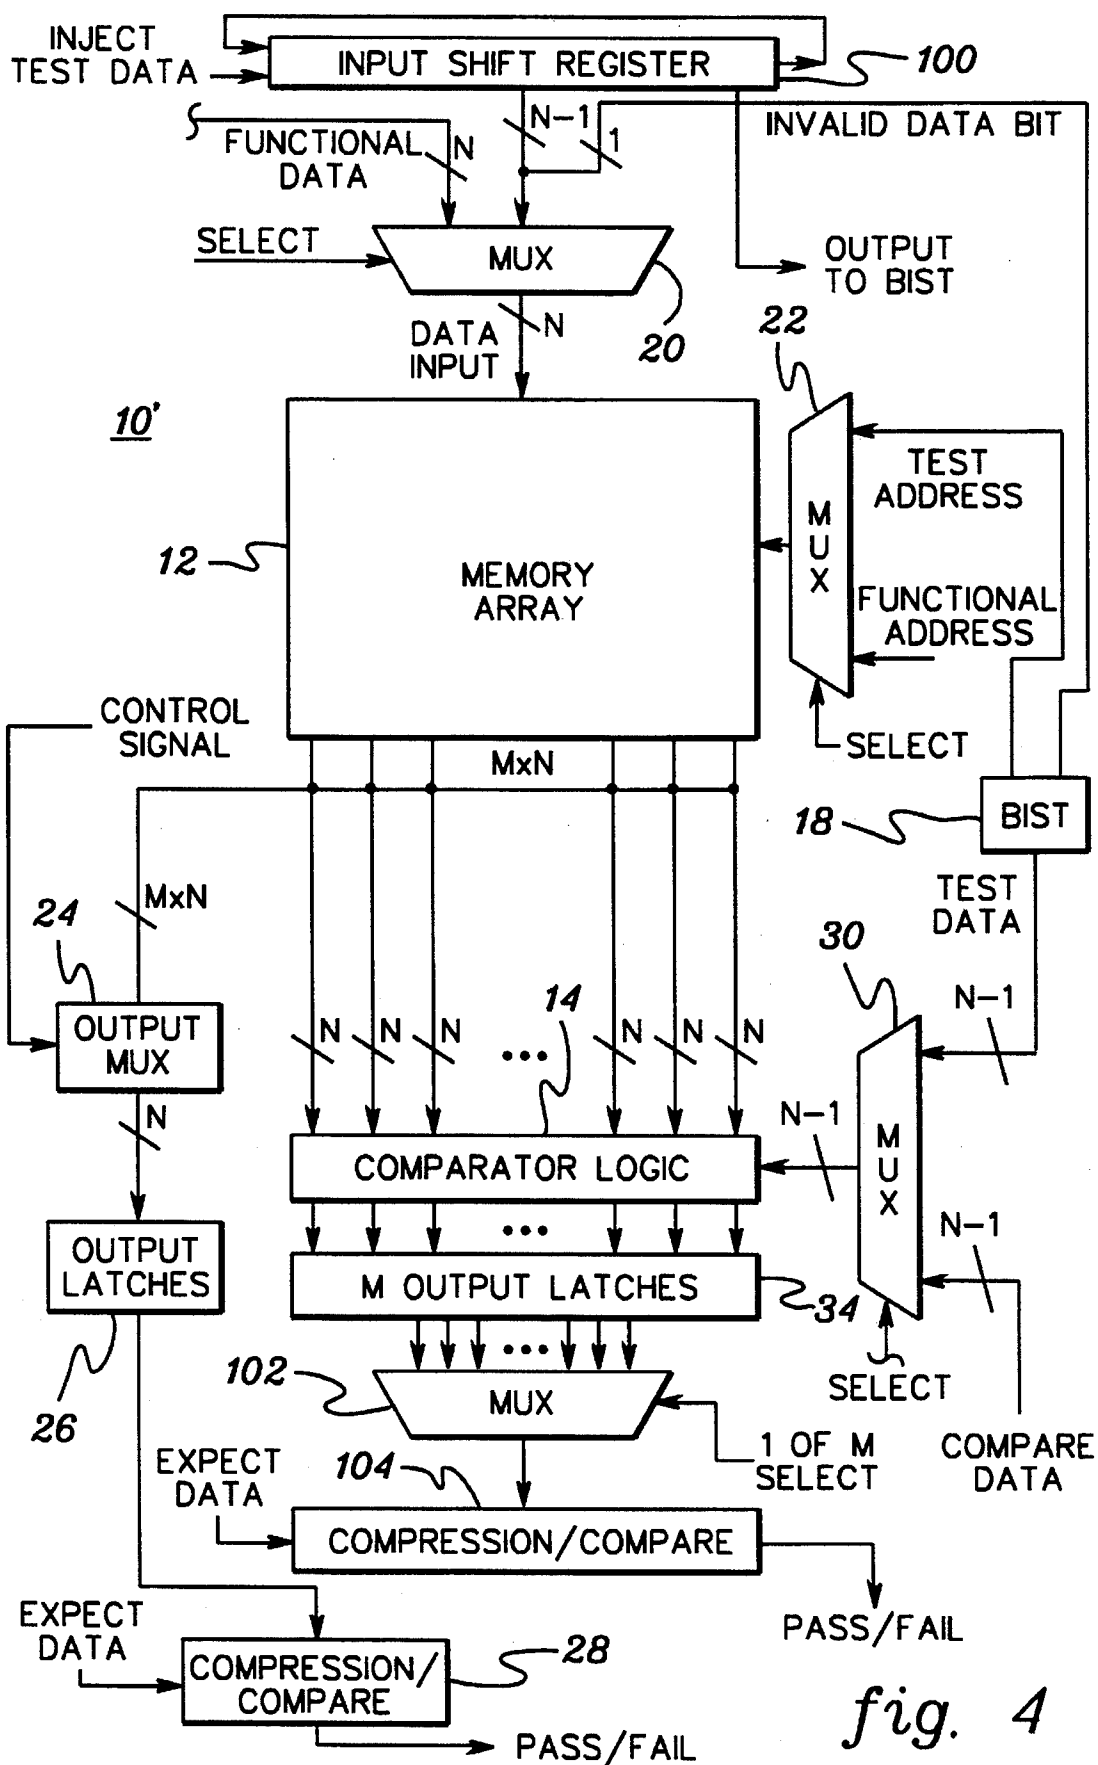 INJECT
TEST DATA
INPUT SHIFT REGISTER
100
N-1
1
INVALID DATA BIT
FUNCTIONAL
DATA
N
SELECT
MUX
OUTPUT
TO BIST
20
DATA
INPUT
N
22
10'
TEST
ADDRESS
MUX
12
MEMORY
ARRAY
FUNCTIONAL
ADDRESS
CONTROL
SIGNAL
SELECT
MxN
18
BIST
TEST
DATA
MxN
24
30
N-1
14
OUTPUT
MUX
N
N
N
...
N
N
N
N
N-1
MUX
COMPARATOR LOGIC
N-1
...
OUTPUT
LATCHES
M OUTPUT LATCHES
34
...
102
MUX
SELECT
26
1 OF M
SELECT
COMPARE
DATA
EXPECT
DATA
104
COMPRESSION/COMPARE
PASS/FAIL
EXPECT
DATA
COMPRESSION/
COMPARE
28
PASS/FAIL
fig. 4